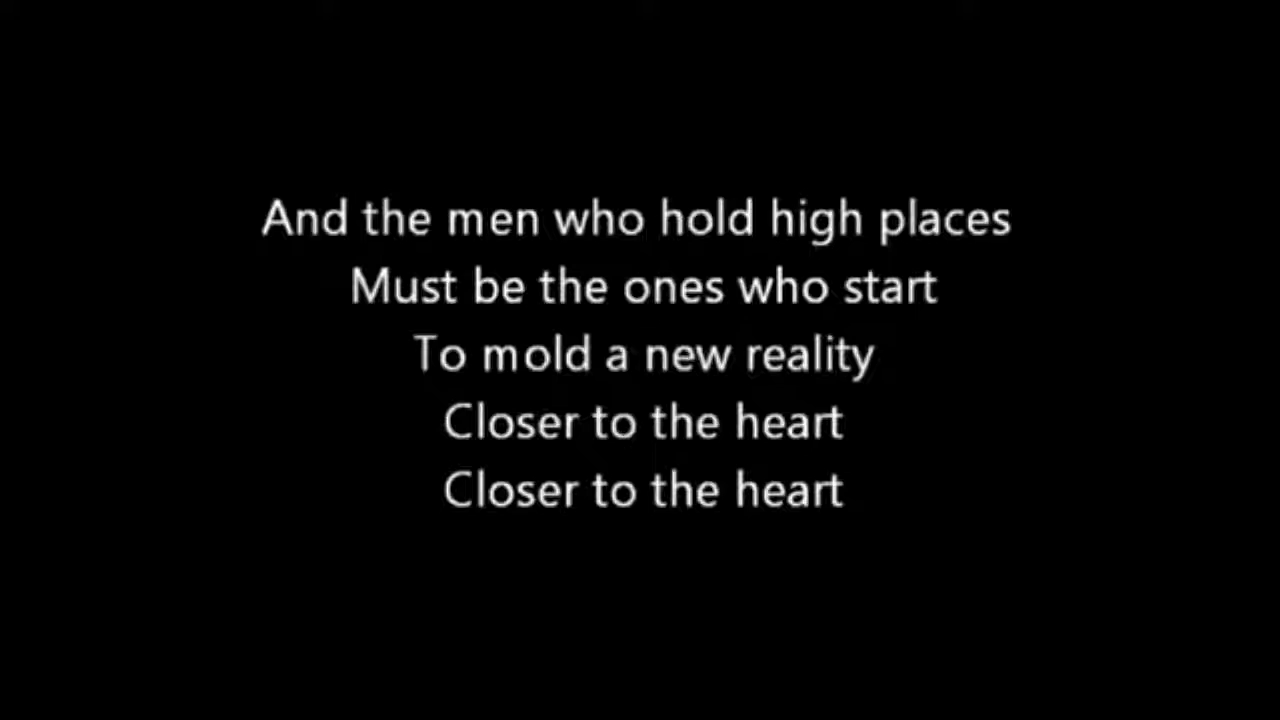 And the men who hold high places
Must be the ones who start
To mold a new reality
Closer to the heart
Closer to the heart